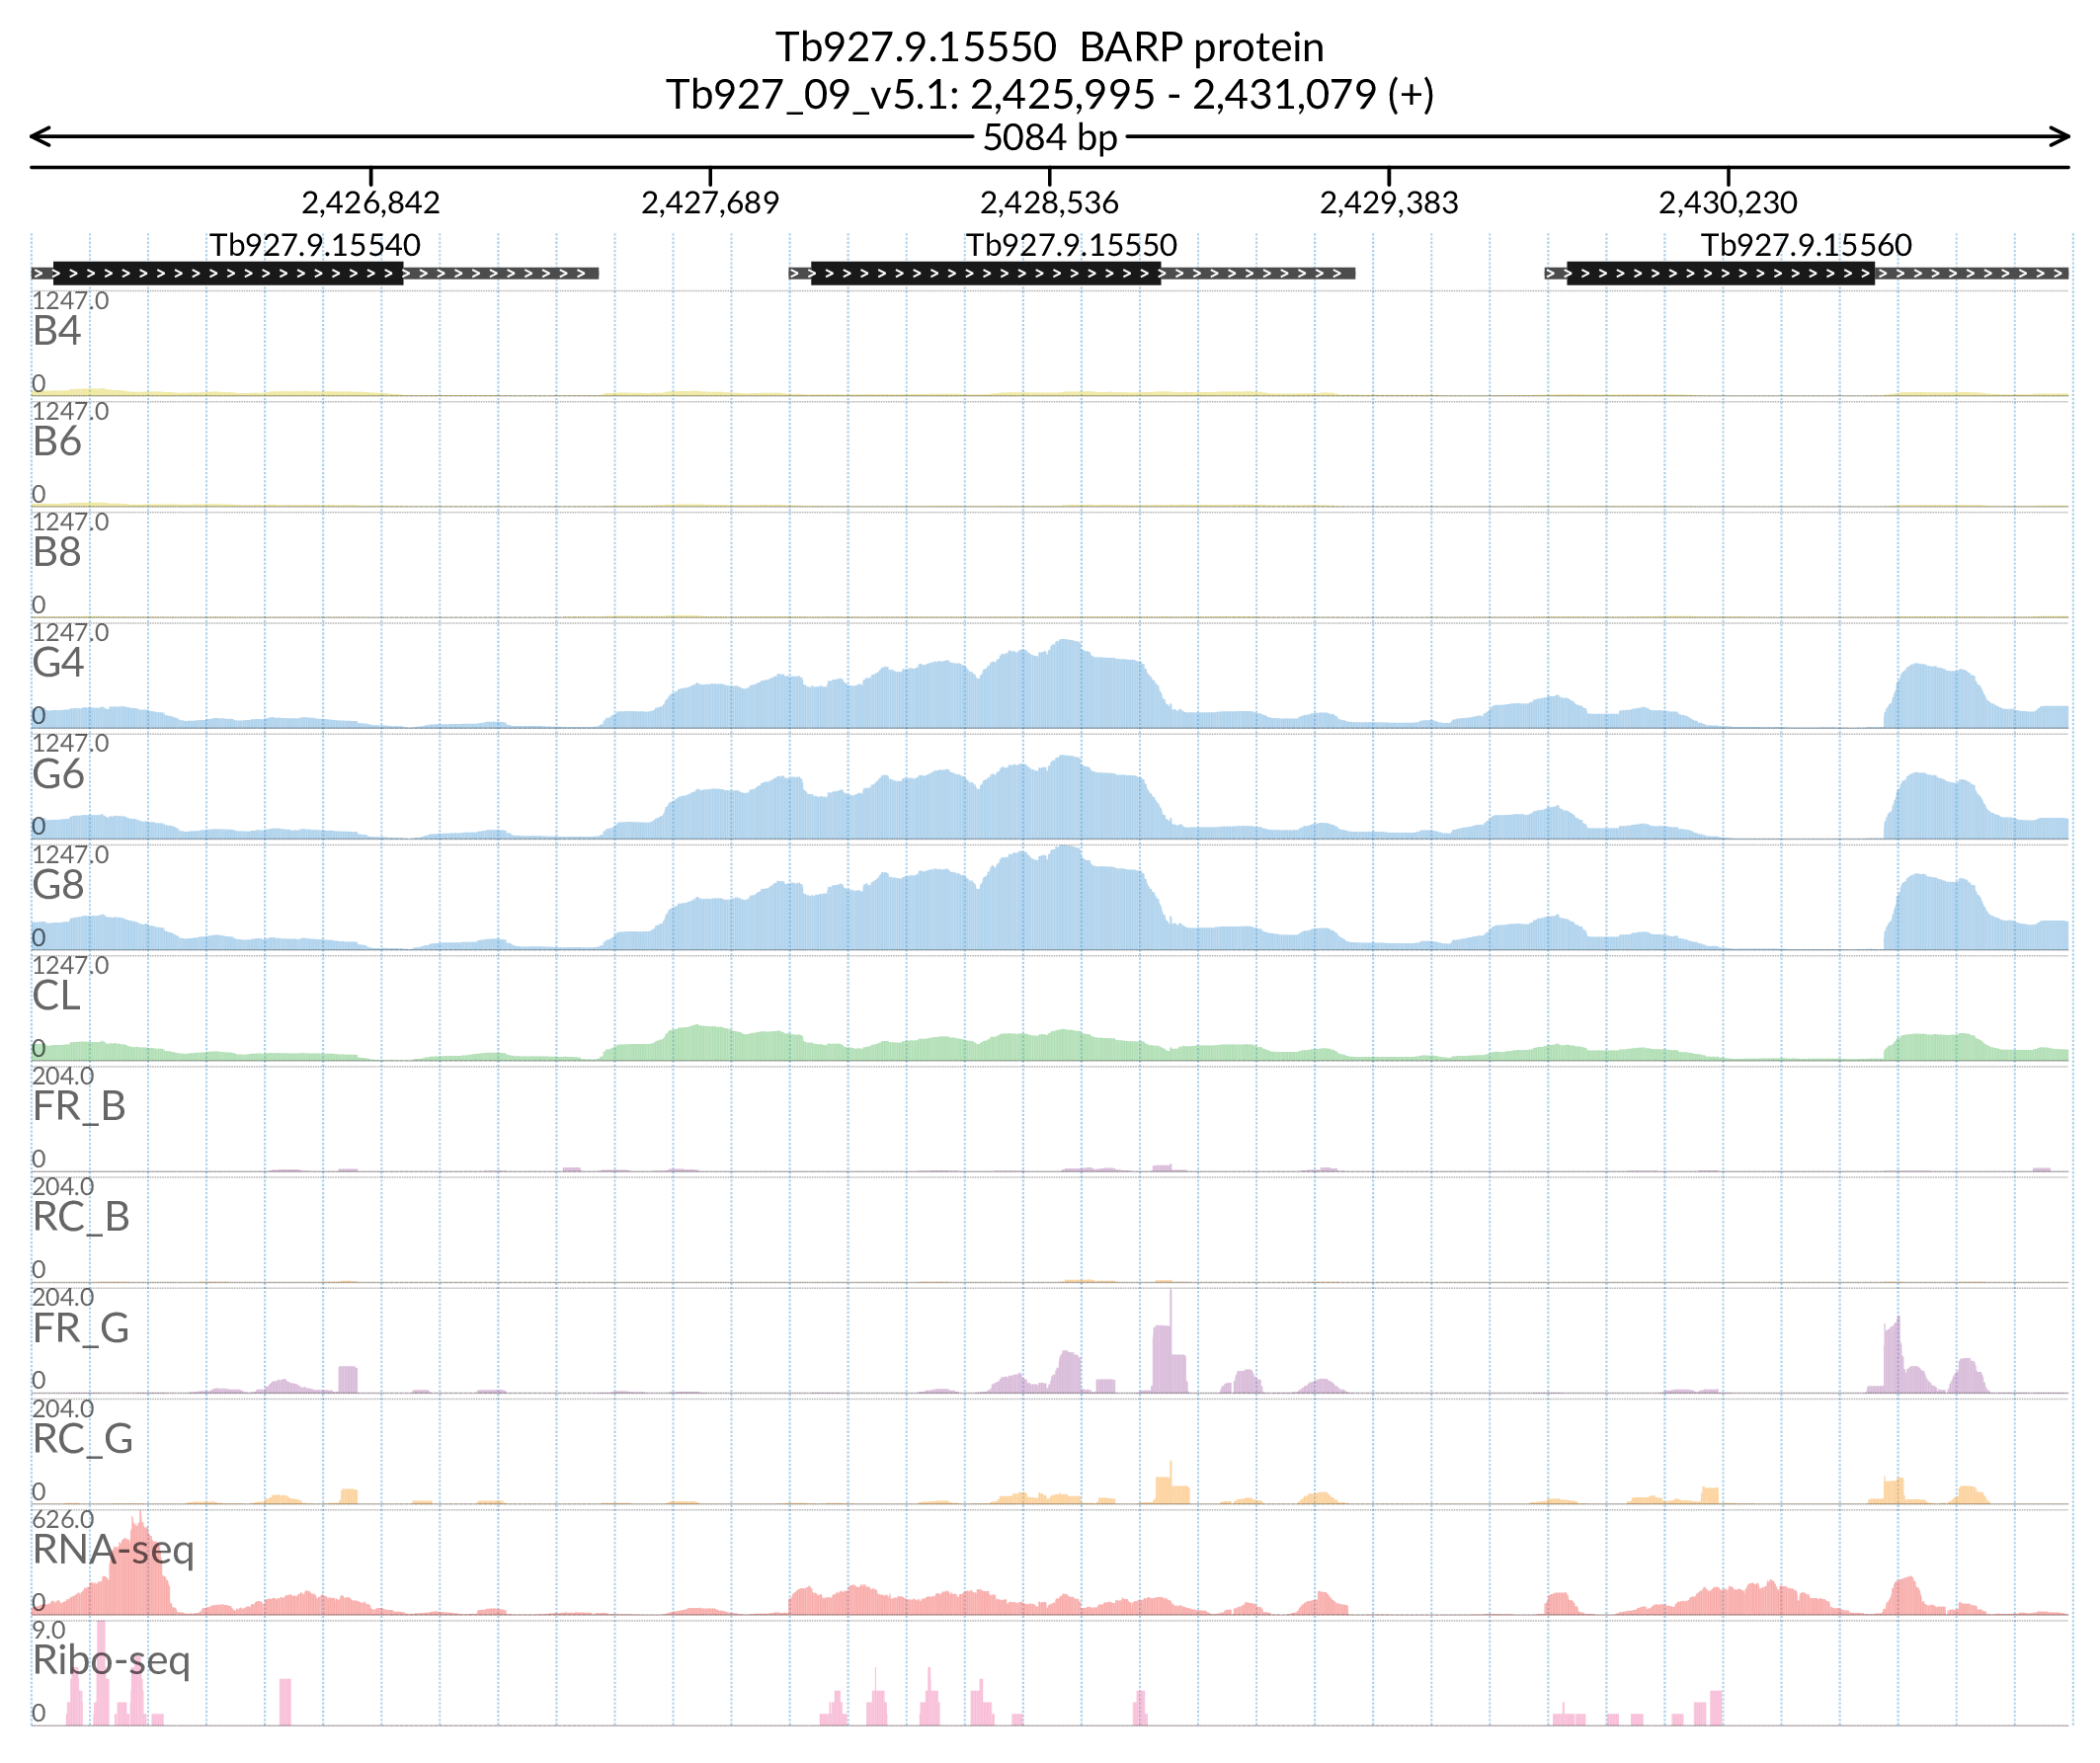 Tb927.9.15550  BARP protein
Tb927_09_v5.1: 2,425,995 - 2,431,079 (+)
5084 bp
2,426,842 2,427,689 2,428,536 2,429,383 2,430,230
Tb927.9.15540 Tb927.9.15550 Tb927.9.15560
1247.0
B4
0
1247.0
B6
0
1247.0
B8
0
1247.0
G4
0
1247.0
G6
0
1247.0
G8
0
1247.0
CL
0
204.0
FR_B
0
204.0
RC_B
0
204.0
FR_G
0
204.0
RC_G
0
626.0
RNA-seq
0
9.0
Ribo-seq
0